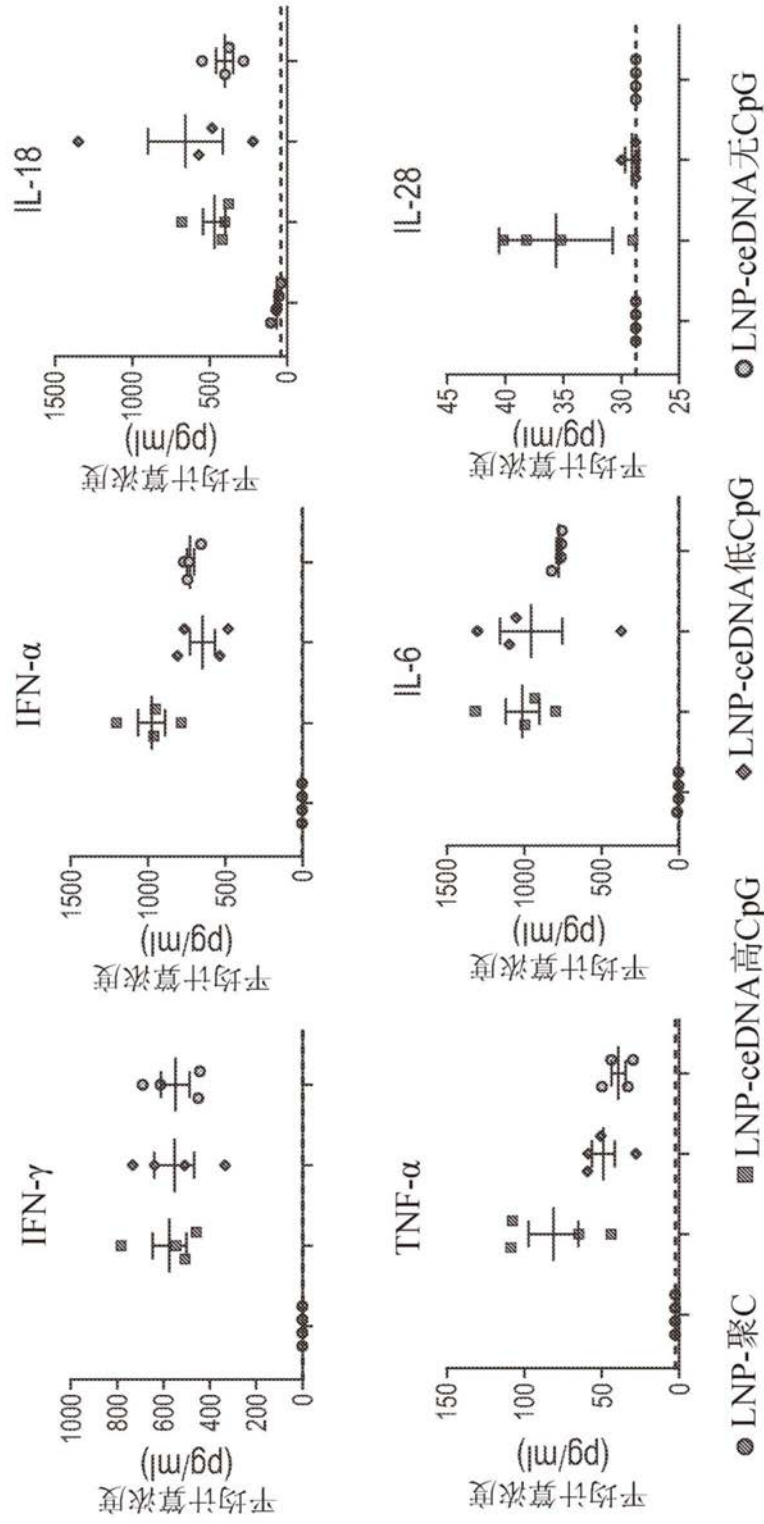 IFN-γ
平均计算浓度
(pg/ml)
1000
800
600
400
200
0
IFN-α
平均计算浓度
(pg/ml)
1500
1000
500
0
IL-18
平均计算浓度
(pg/ml)
1500
1000
500
0
TNF-α
平均计算浓度
(pg/ml)
150
100
50
0
IL-6
平均计算浓度
(pg/ml)
1500
1000
500
0
IL-28
平均计算浓度
(pg/ml)
45
40
35
30
25
LNP-聚C
LNP-ceDNA高CpG
LNP-ceDNA低CpG
LNP-ceDNA无CpG